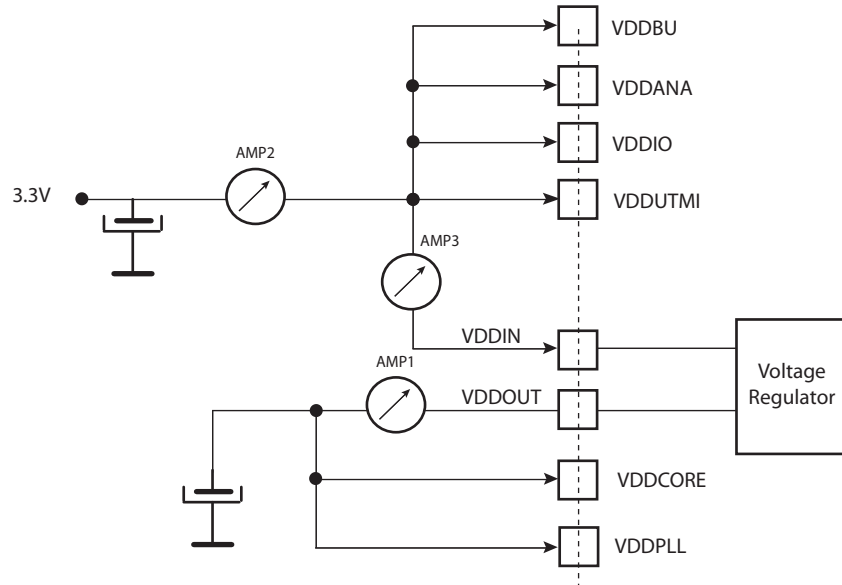 VDDBU
VDDANA
VDDIO
AMP2
3.3V
VDDUTMI
AMP3
VDDIN
AMP1
Voltage
Regulator
VDDOUT
VDDCORE
VDDPLL